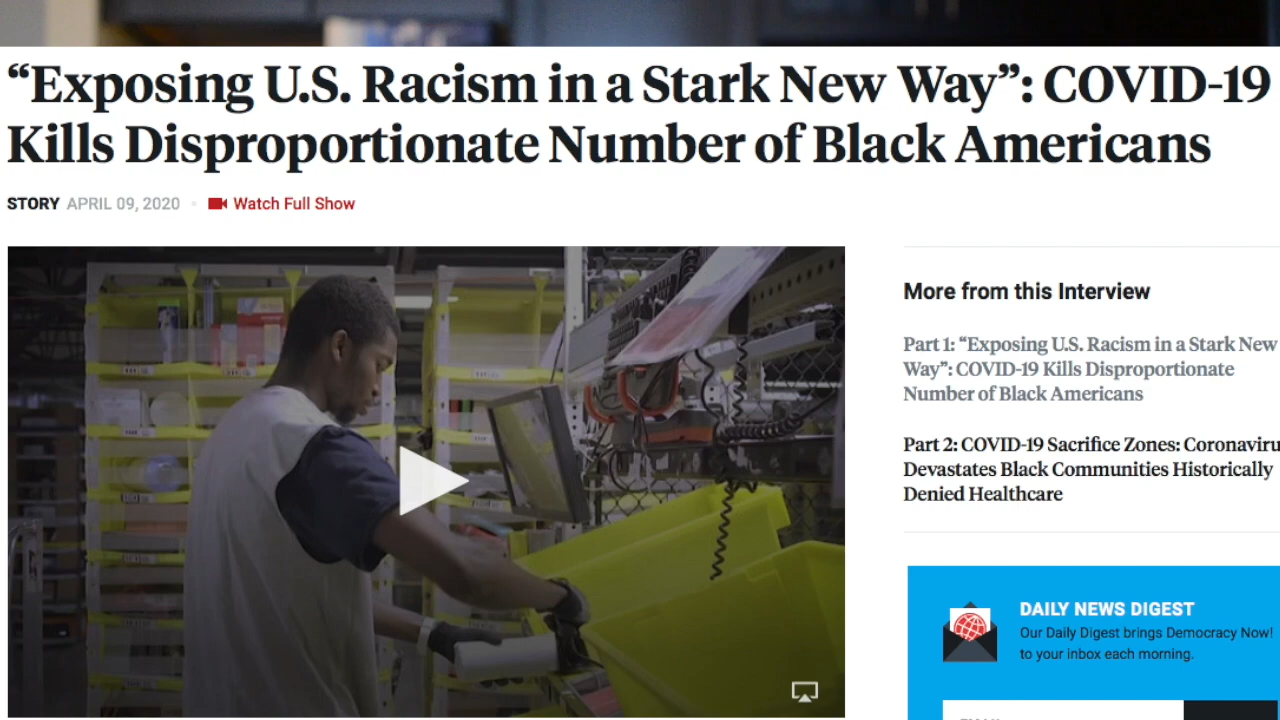 “Exposing U.S. Racism in a Stark New Way”: COVID-19
Kills Disproportionate Number of Black Americans
STORY APRIL 09, 2020 • Watch Full Show
More from this Interview
Part 1: “Exposing U.S. Racism in a Stark New
Way”: COVID-19 Kills Disproportionate
Number of Black Americans
Part 2: COVID-19 Sacrifice Zones: Coronaviru
Devastates Black Communities Historically
Denied Healthcare
DAILY NEWS DIGEST
Our Daily Digest brings Democracy Now!
to your inbox each morning.